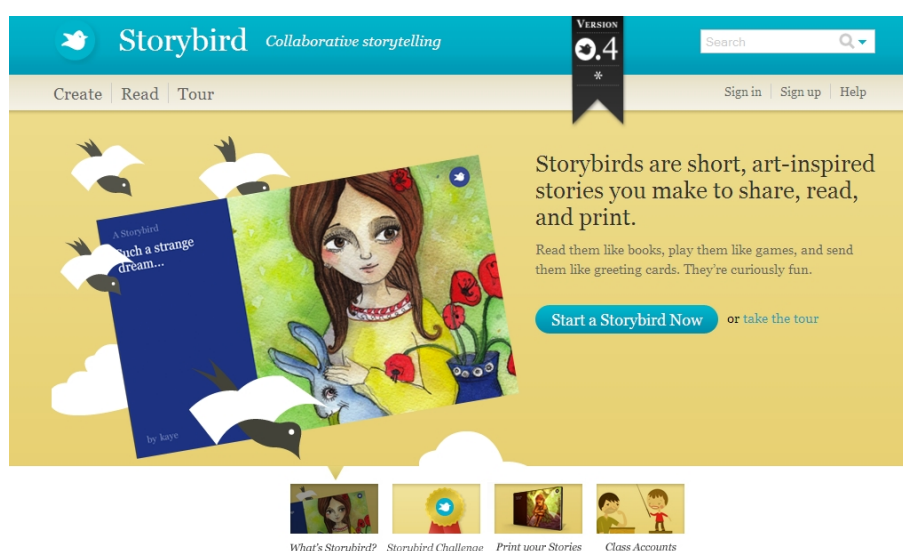 Storybird Collaborative storytelling
VERSION
0.4
*
Search
Create Read Tour
Sign in Sign up Help
A Storybird
Such a strange
dream...
by kaye
Storybirds are short, art-inspired
stories you make to share, read,
and print.
Read them like books, play them like games, and send
them like greeting cards. They're curiously fun.
Start a Storybird Now or take the tour
What's Storybird? Storybird Challenge Print your Stories Class Accounts